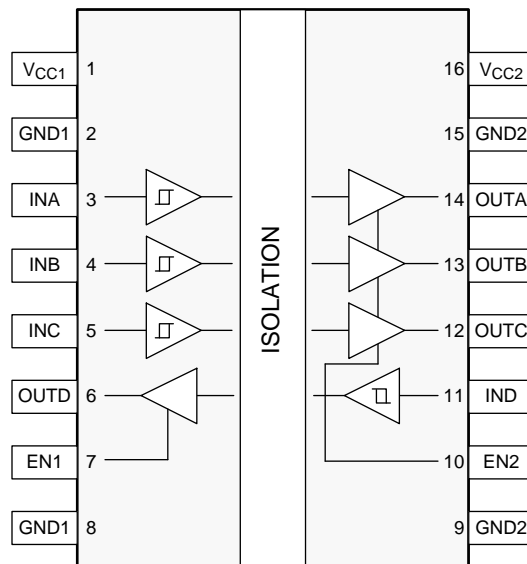 VCC1 1 16 VCC2
GND1 2 15 GND2
INA 3 14 OUTA
INB 4 13 OUTB
INC 5 12 OUTC
OUTD 6 11 IND
EN1 7 10 EN2
GND1 8 9 GND2
ISOLATION